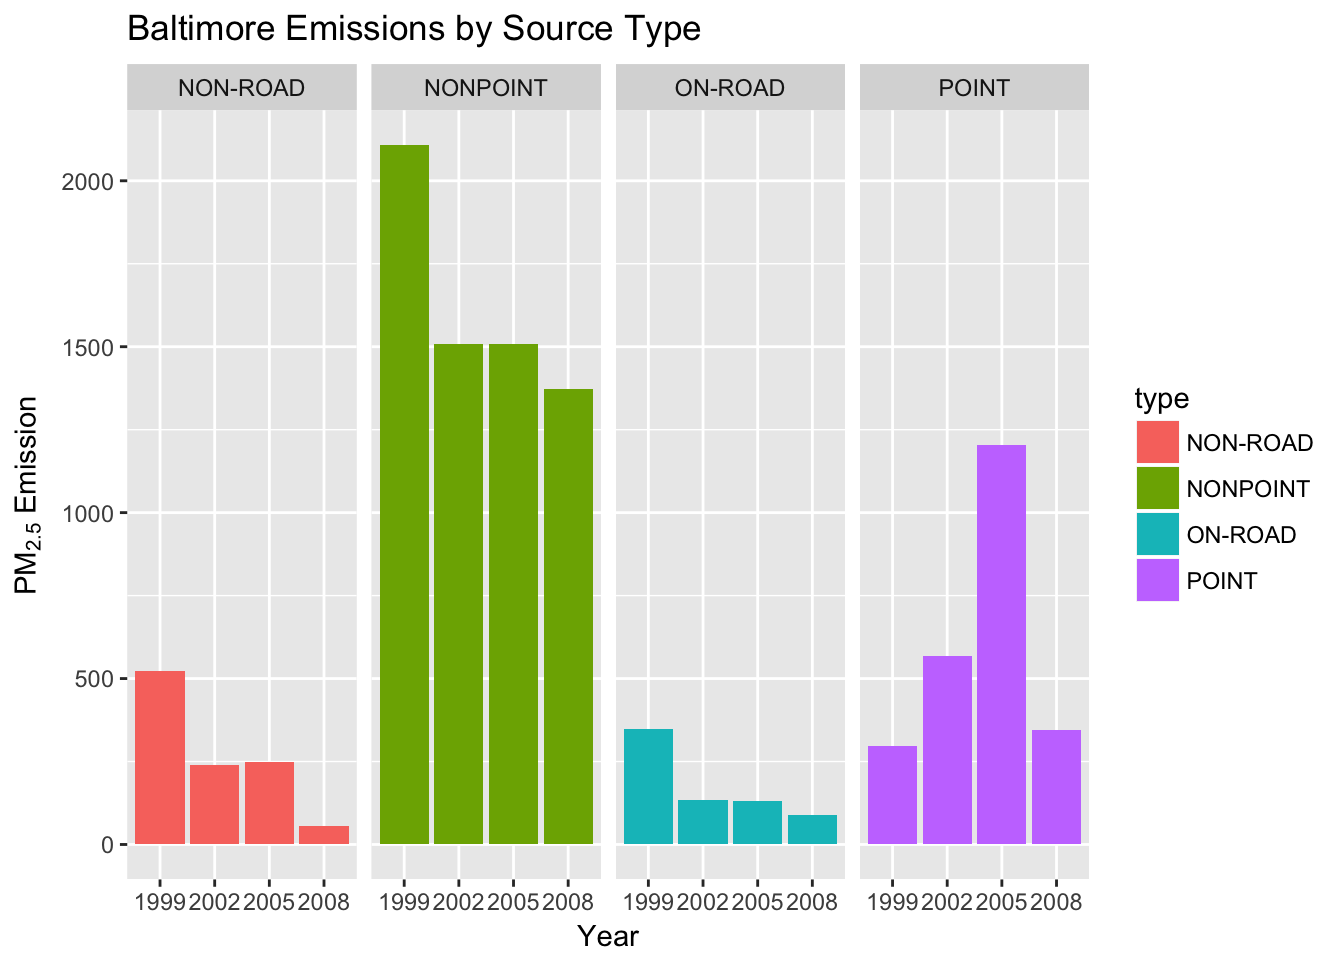 Baltimore Emissions by Source Type
NON-ROAD NONPOINT ON-ROAD POINT
2000
1500
1000
500
0
PM2.5 Emission
1999 2002 2005 2008 1999 2002 2005 2008 1999 2002 2005 2008 1999 2002 2005 2008
Year
type
NON-ROAD
NONPOINT
ON-ROAD
POINT